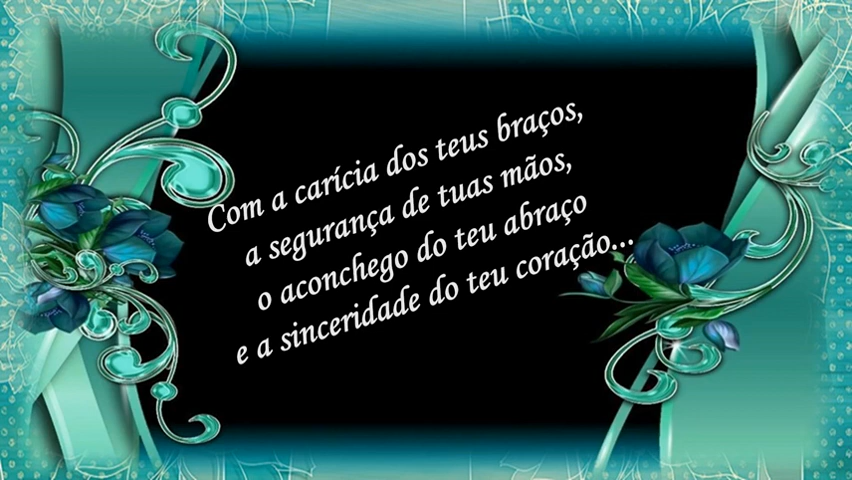 Com a carícia dos teus braços,
a segurança de tuas mãos,
o aconchego do teu abraço
e a sinceridade do teu coração...